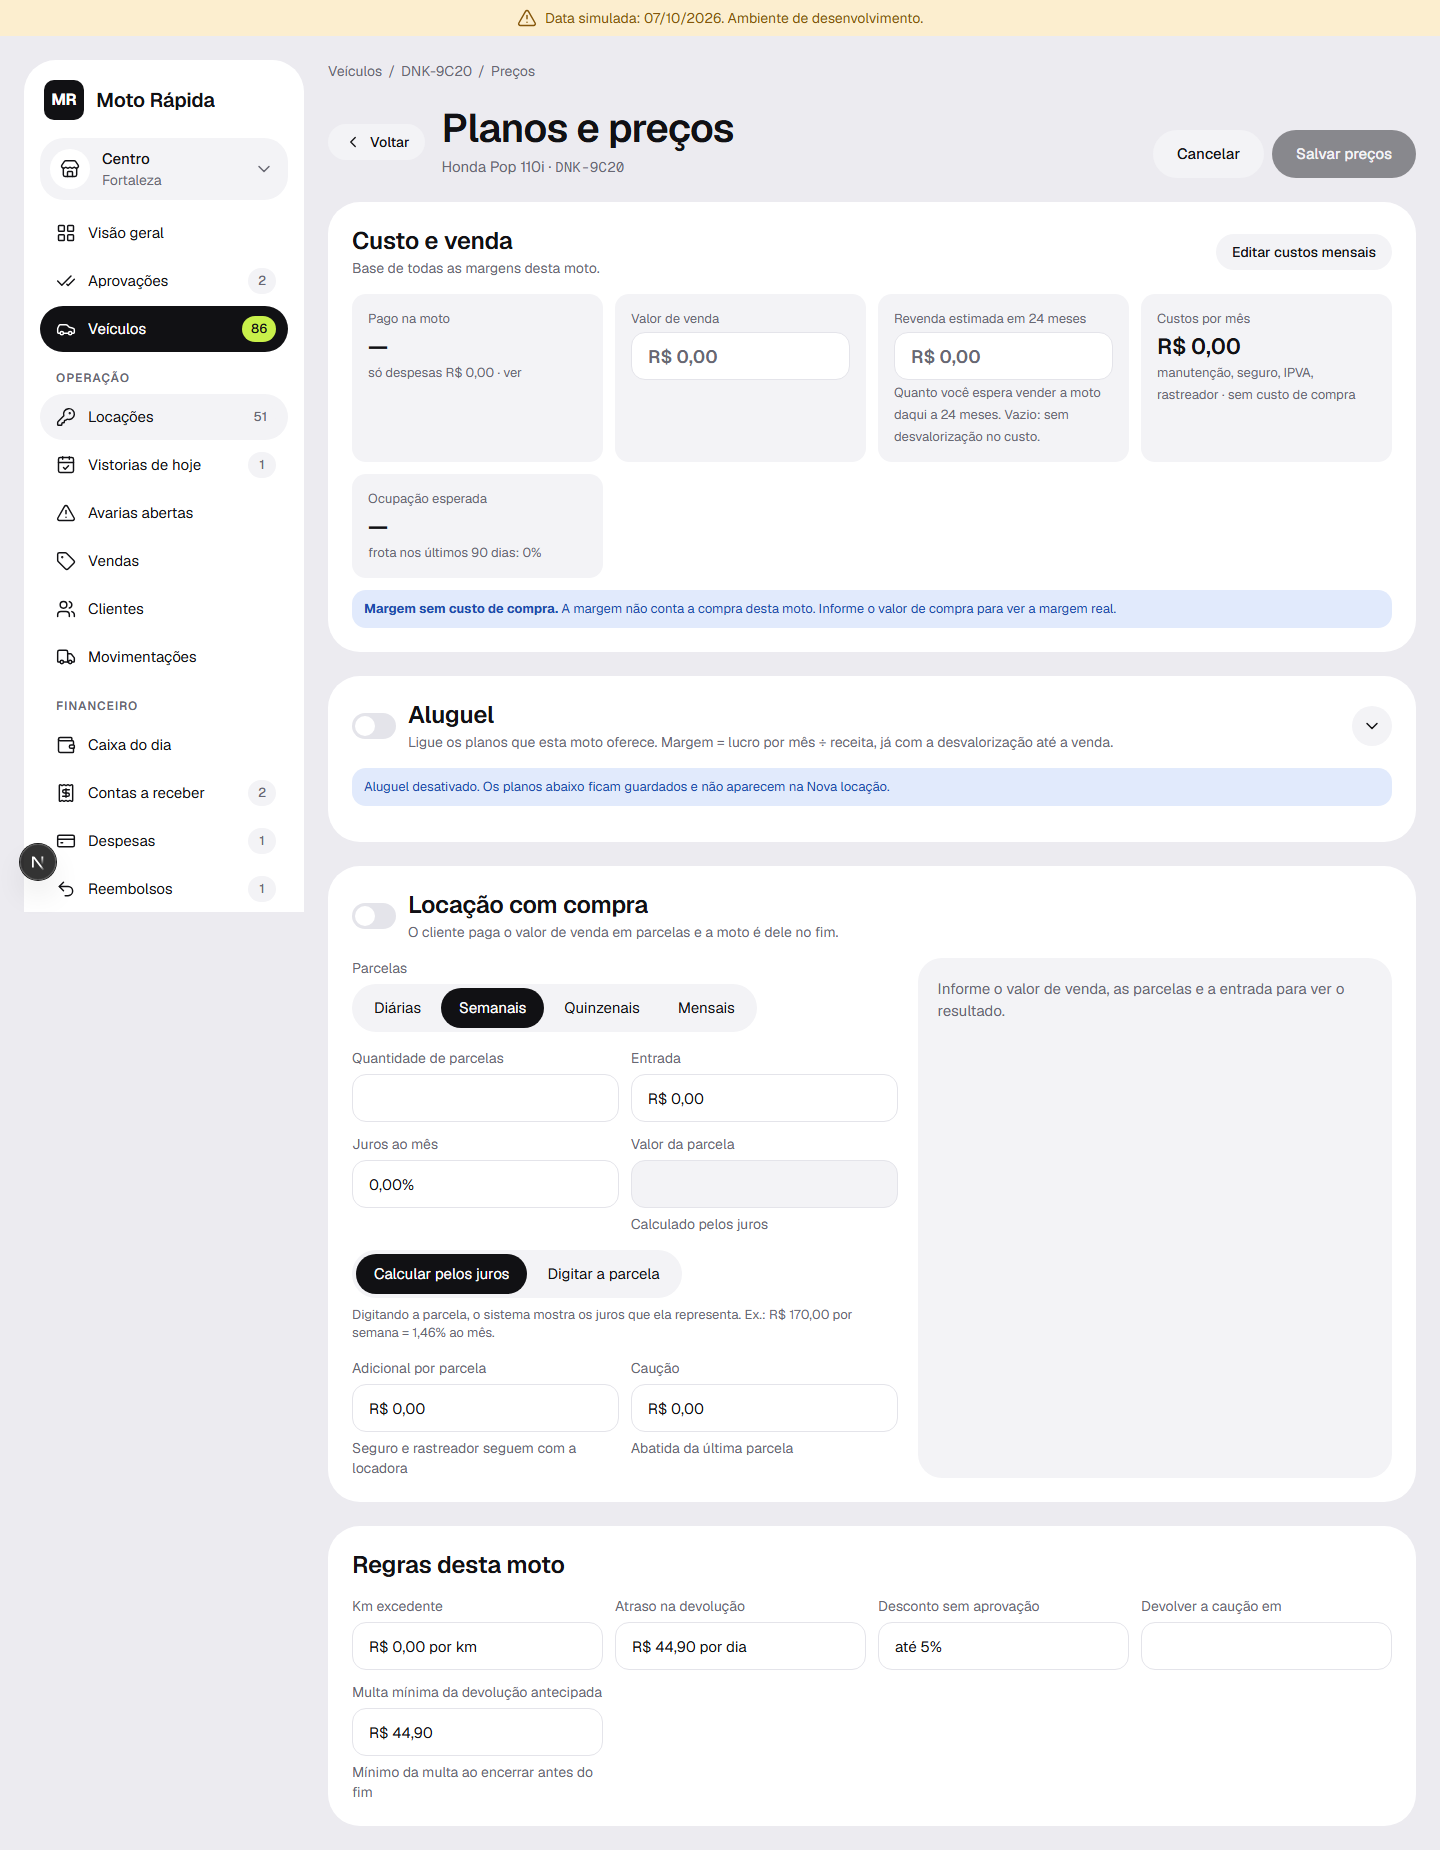 Data simulada: 07/10/2026. Ambiente de desenvolvimento.
MR
Moto Rápida
Centro
Fortaleza
Visão geral
Aprovações
2
Veículos
86
OPERAÇÃO
Locações
51
Vistorias de hoje
1
Avarias abertas
Vendas
Clientes
Movimentações
FINANCEIRO
Caixa do dia
Contas a receber
2
Despesas
1
N
Reembolsos
1
Veículos / DNK-9C20 / Preços
Voltar
Planos e preços
Honda Pop 110i · DNK-9C20
Cancelar
Salvar preços
Custo e venda
Base de todas as margens desta moto.
Editar custos mensais
Pago na moto
—
só despesas R$ 0,00 · ver
Valor de venda
R$ 0,00
Revenda estimada em 24 meses
R$ 0,00
Quanto você espera vender a moto
daqui a 24 meses. Vazio: sem
desvalorização no custo.
Custos por mês
R$ 0,00
manutenção, seguro, IPVA,
rastreador · sem custo de compra
Ocupação esperada
—
frota nos últimos 90 dias: 0%
Margem sem custo de compra. A margem não conta a compra desta moto. Informe o valor de compra para ver a margem real.
Aluguel
Ligue os planos que esta moto oferece. Margem = lucro por mês ÷ receita, já com a desvalorização até a venda.
Aluguel desativado. Os planos abaixo ficam guardados e não aparecem na Nova locação.
Locação com compra
O cliente paga o valor de venda em parcelas e a moto é dele no fim.
Parcelas
Diárias
Semanais
Quinzenais
Mensais
Quantidade de parcelas
Entrada
R$ 0,00
Juros ao mês
0,00%
Valor da parcela
Calculado pelos juros
Calcular pelos juros
Digitar a parcela
Digitando a parcela, o sistema mostra os juros que ela representa. Ex.: R$ 170,00 por
semana = 1,46% ao mês.
Adicional por parcela
R$ 0,00
Seguro e rastreador seguem com a
locadora
Caução
R$ 0,00
Abatida da última parcela
Informe o valor de venda, as parcelas e a entrada para ver o
resultado.
Regras desta moto
Km excedente
R$ 0,00 por km
Atraso na devolução
R$ 44,90 por dia
Desconto sem aprovação
até 5%
Devolver a caução em
Multa mínima da devolução antecipada
R$ 44,90
Mínimo da multa ao encerrar antes do
fim